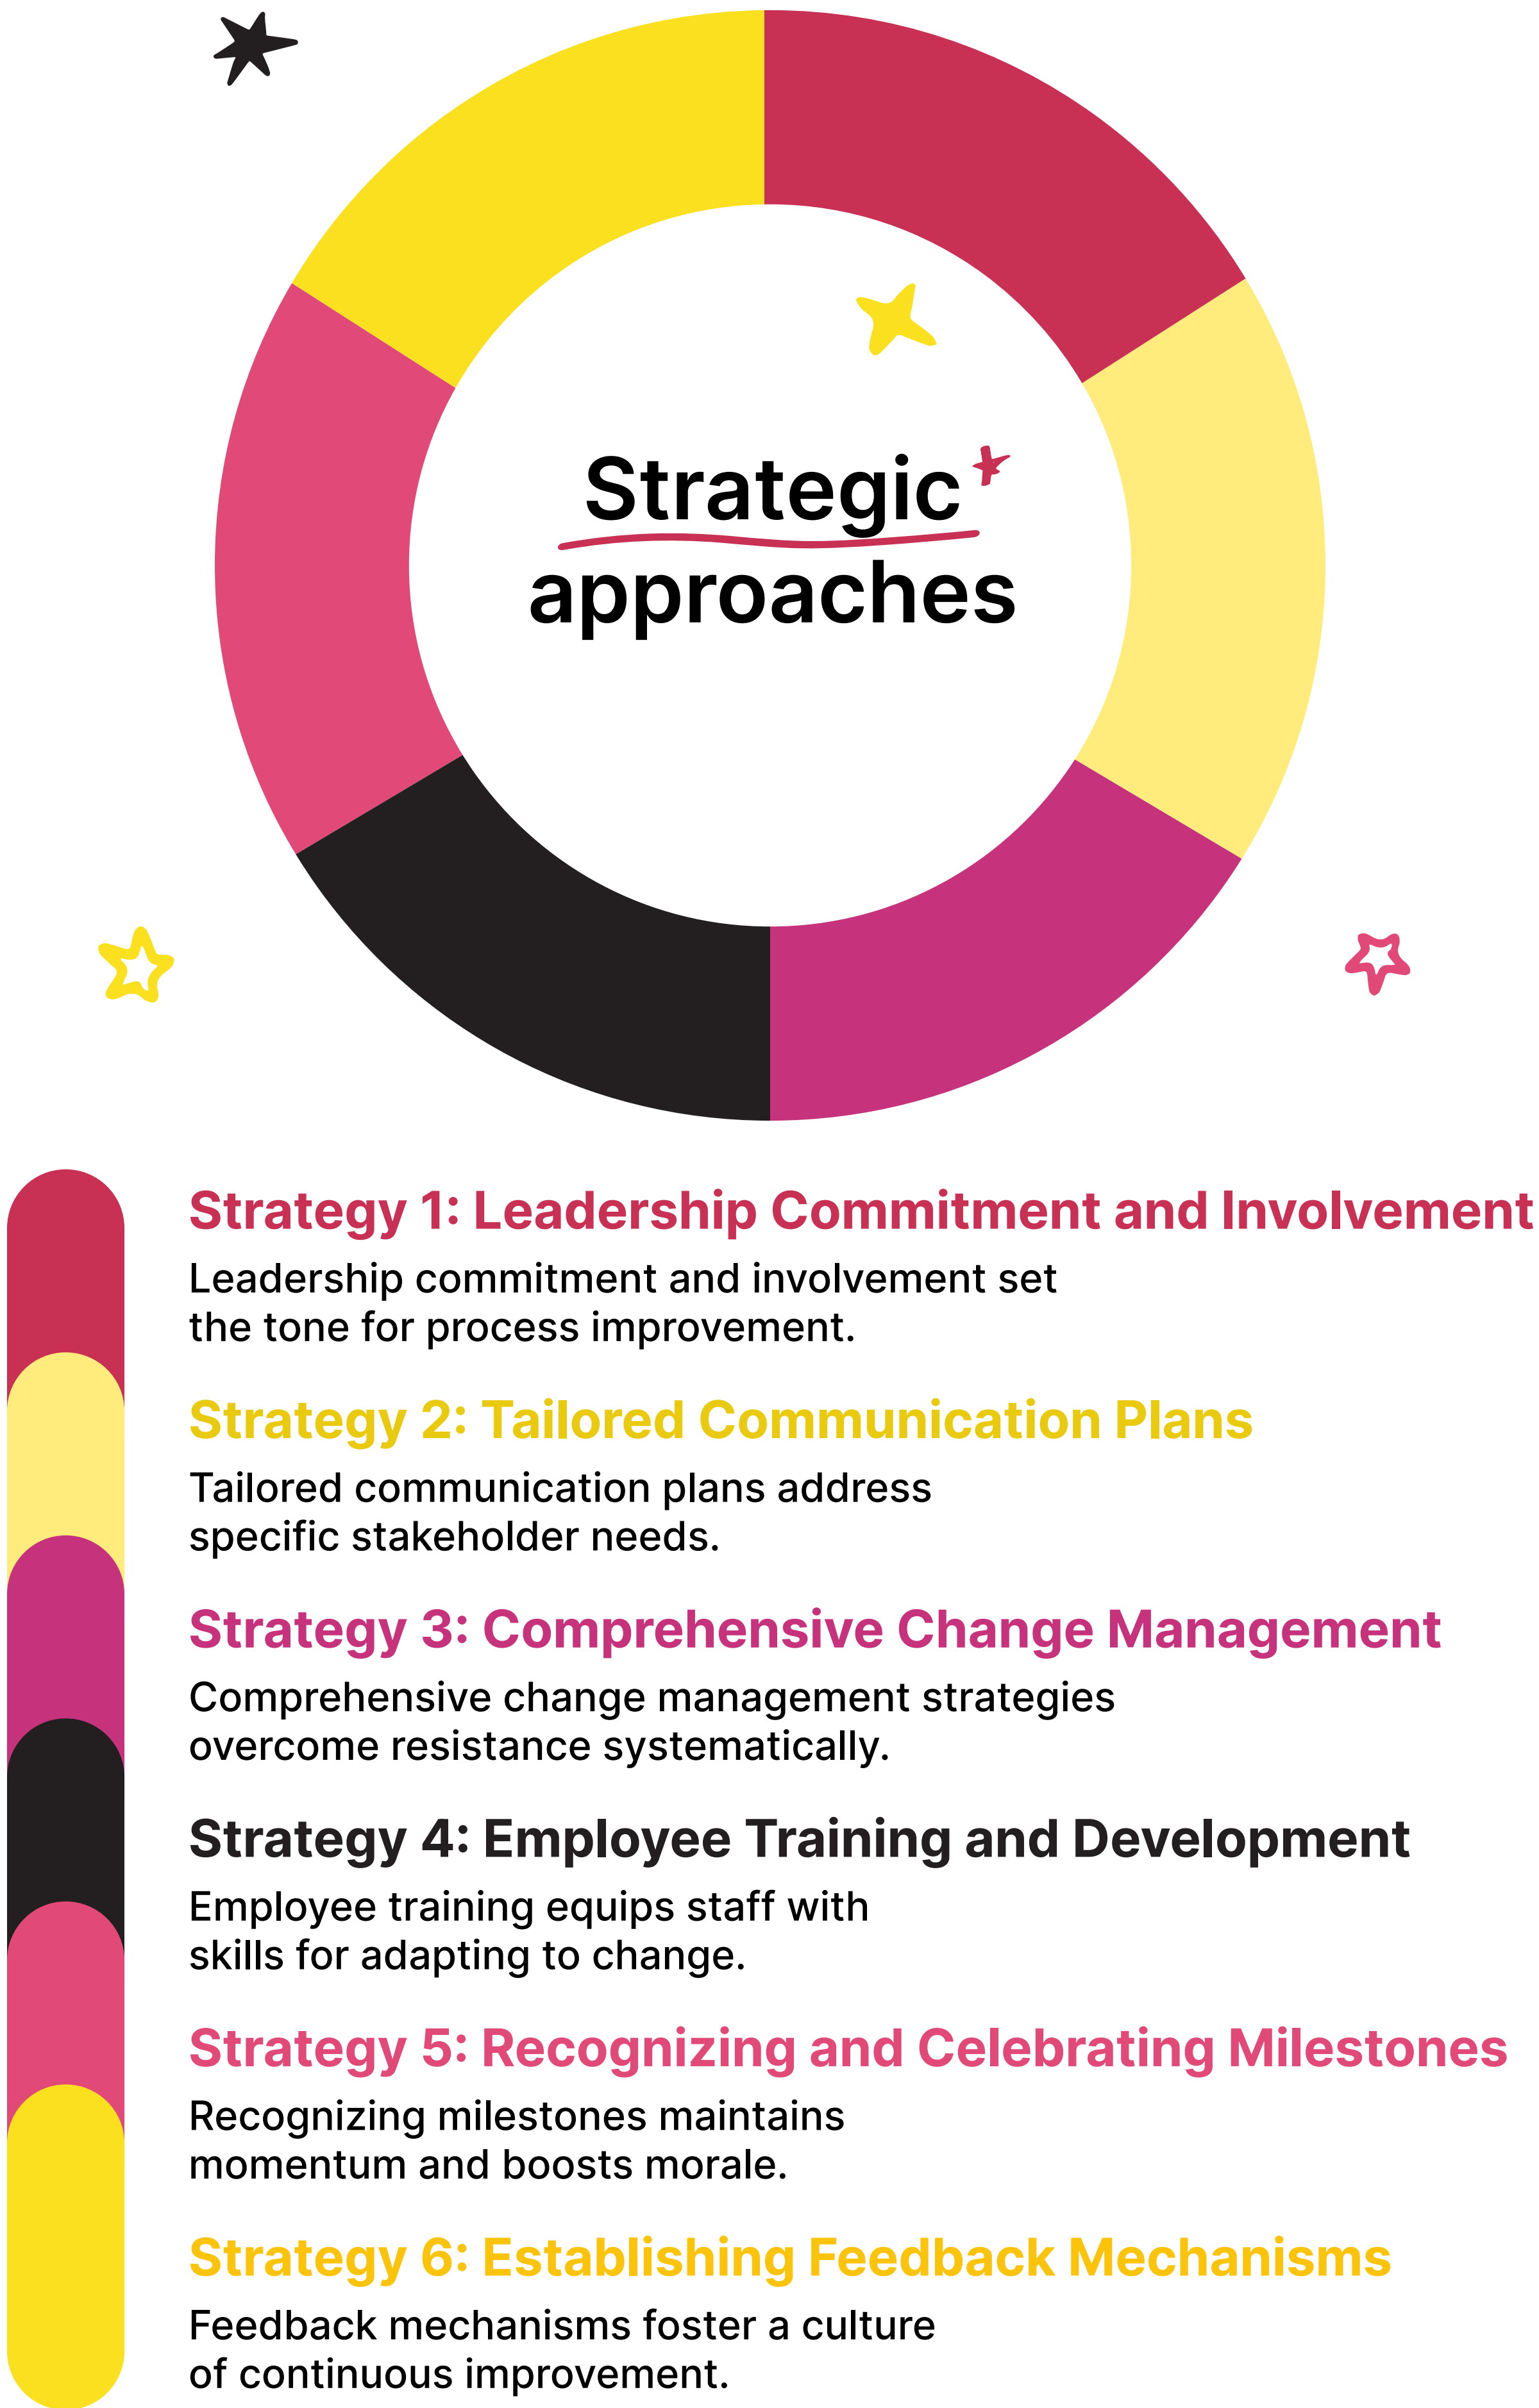 Strategic
approaches
Strategy 1: Leadership Commitment and Involvement
Leadership commitment and involvement set
the tone for process improvement.
Strategy 2: Tailored Communication Plans
Tailored communication plans address
specific stakeholder needs.
Strategy 3: Comprehensive Change Management
Comprehensive change management strategies
overcome resistance systematically.
Strategy 4: Employee Training and Development
Employee training equips staff with
skills for adapting to change.
Strategy 5: Recognizing and Celebrating Milestones
Recognizing milestones maintains
momentum and boosts morale.
Strategy 6: Establishing Feedback Mechanisms
Feedback mechanisms foster a culture
of continuous improvement.